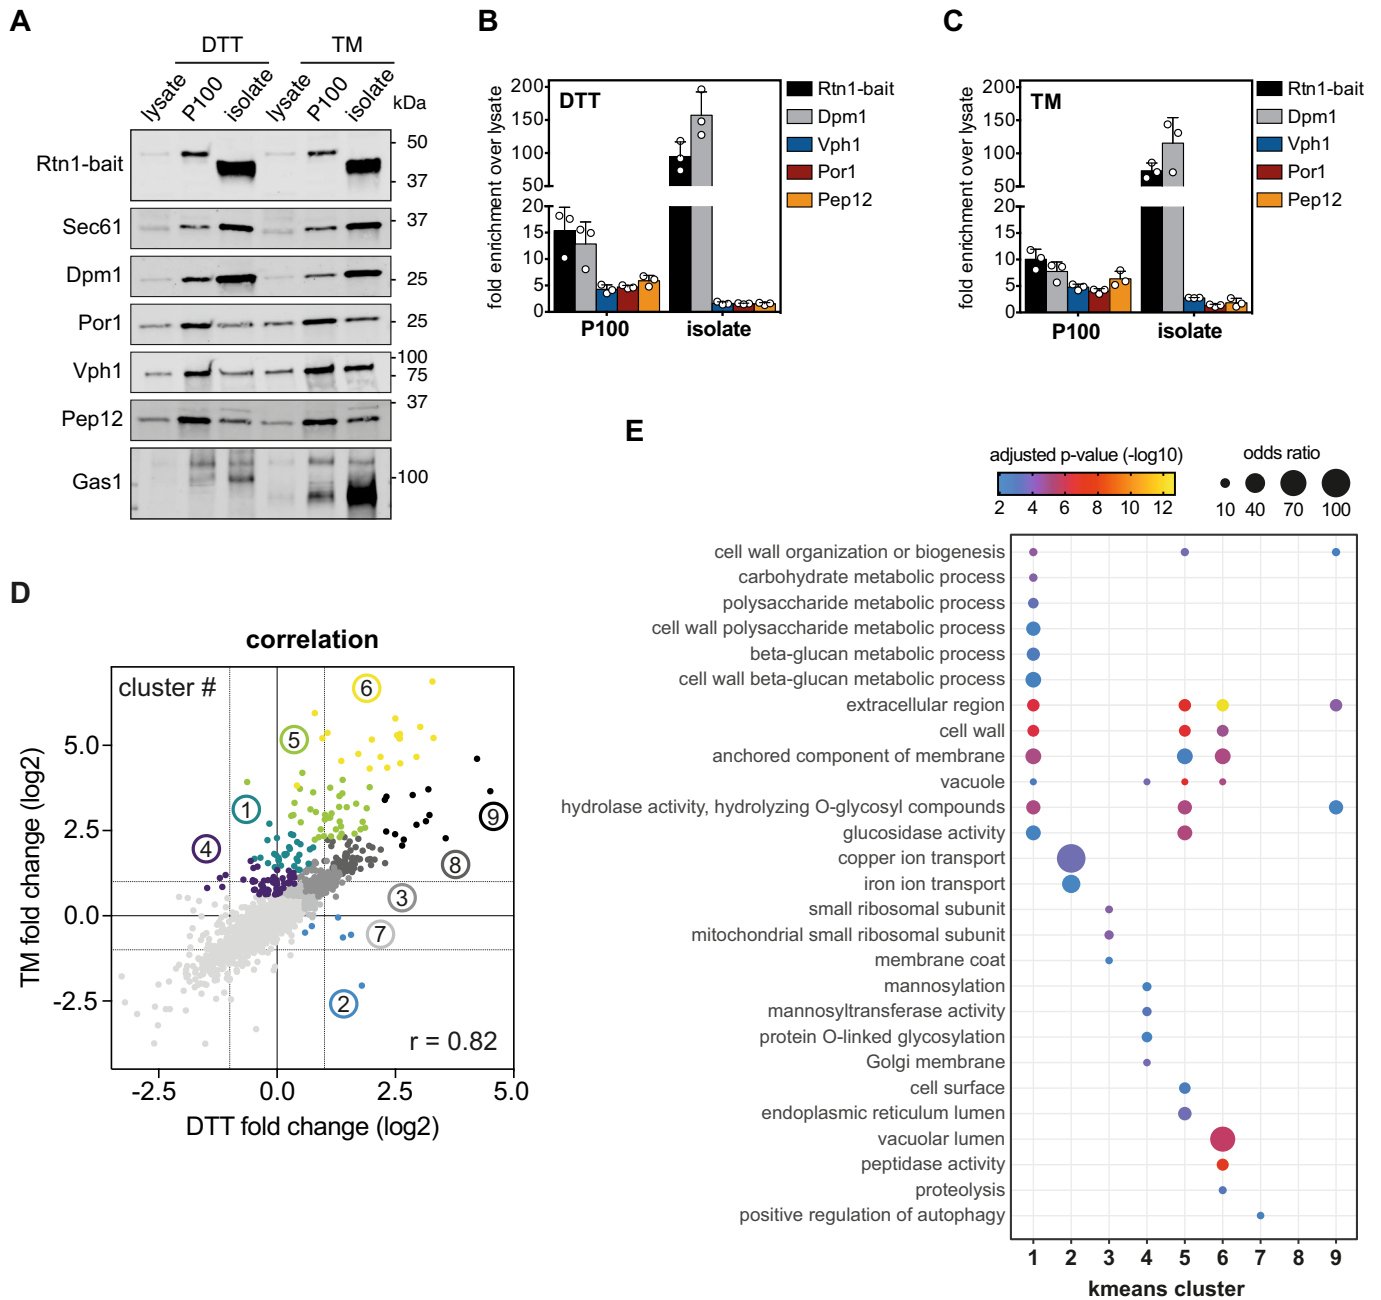 A
DTT TM
lysate P100 isolate lysate P100 isolate kDa
Rtn1-bait 50
37
Sec61 37
Dpm1 25
Por1 25
Vph1 100
75
Pep12 37
Gas1 100
B
fold enrichment over lysate
200
150
100
50
20
15
10
5
0
DTT
P100 isolate
Rtn1-bait
Dpm1
Vph1
Por1
Pep12
C
fold enrichment over lysate
200
150
100
50
20
15
10
5
0
TM
P100 isolate
Rtn1-bait
Dpm1
Vph1
Por1
Pep12
D
correlation
cluster #
6
5
1
9
4
8
3
7
2
r = 0.82
TM fold change (log2)
5.0
2.5
0.0
-2.5
-2.5 0.0 2.5 5.0
DTT fold change (log2)
E
adjusted p-value (-log10) odds ratio
2 4 6 8 10 12 10 40 70 100
cell wall organization or biogenesis
carbohydrate metabolic process
polysaccharide metabolic process
cell wall polysaccharide metabolic process
beta-glucan metabolic process
cell wall beta-glucan metabolic process
extracellular region
cell wall
anchored component of membrane
vacuole
hydrolase activity, hydrolyzing O-glycosyl compounds
glucosidase activity
copper ion transport
iron ion transport
small ribosomal subunit
mitochondrial small ribosomal subunit
membrane coat
mannosylation
mannosyltransferase activity
protein O-linked glycosylation
Golgi membrane
cell surface
endoplasmic reticulum lumen
vacuolar lumen
peptidase activity
proteolysis
positive regulation of autophagy
1 2 3 4 5 6 7 8 9
kmeans cluster